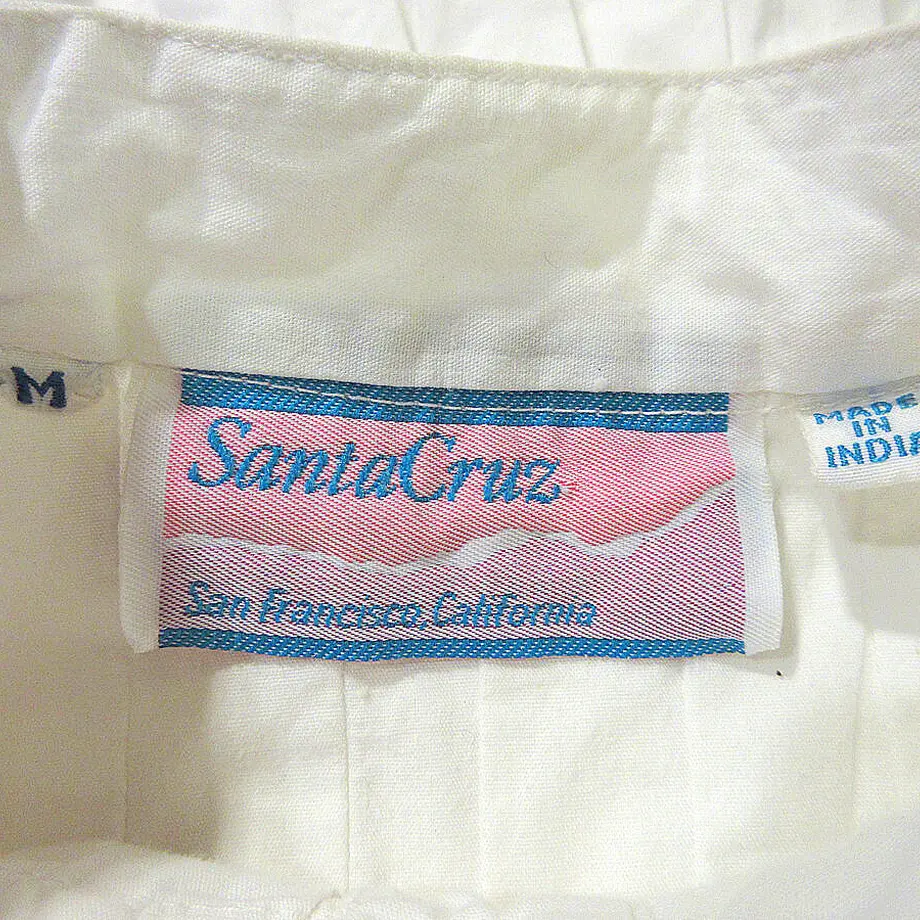 M
SantaCruz
San Francisco, California
MADE
IN
INDIA